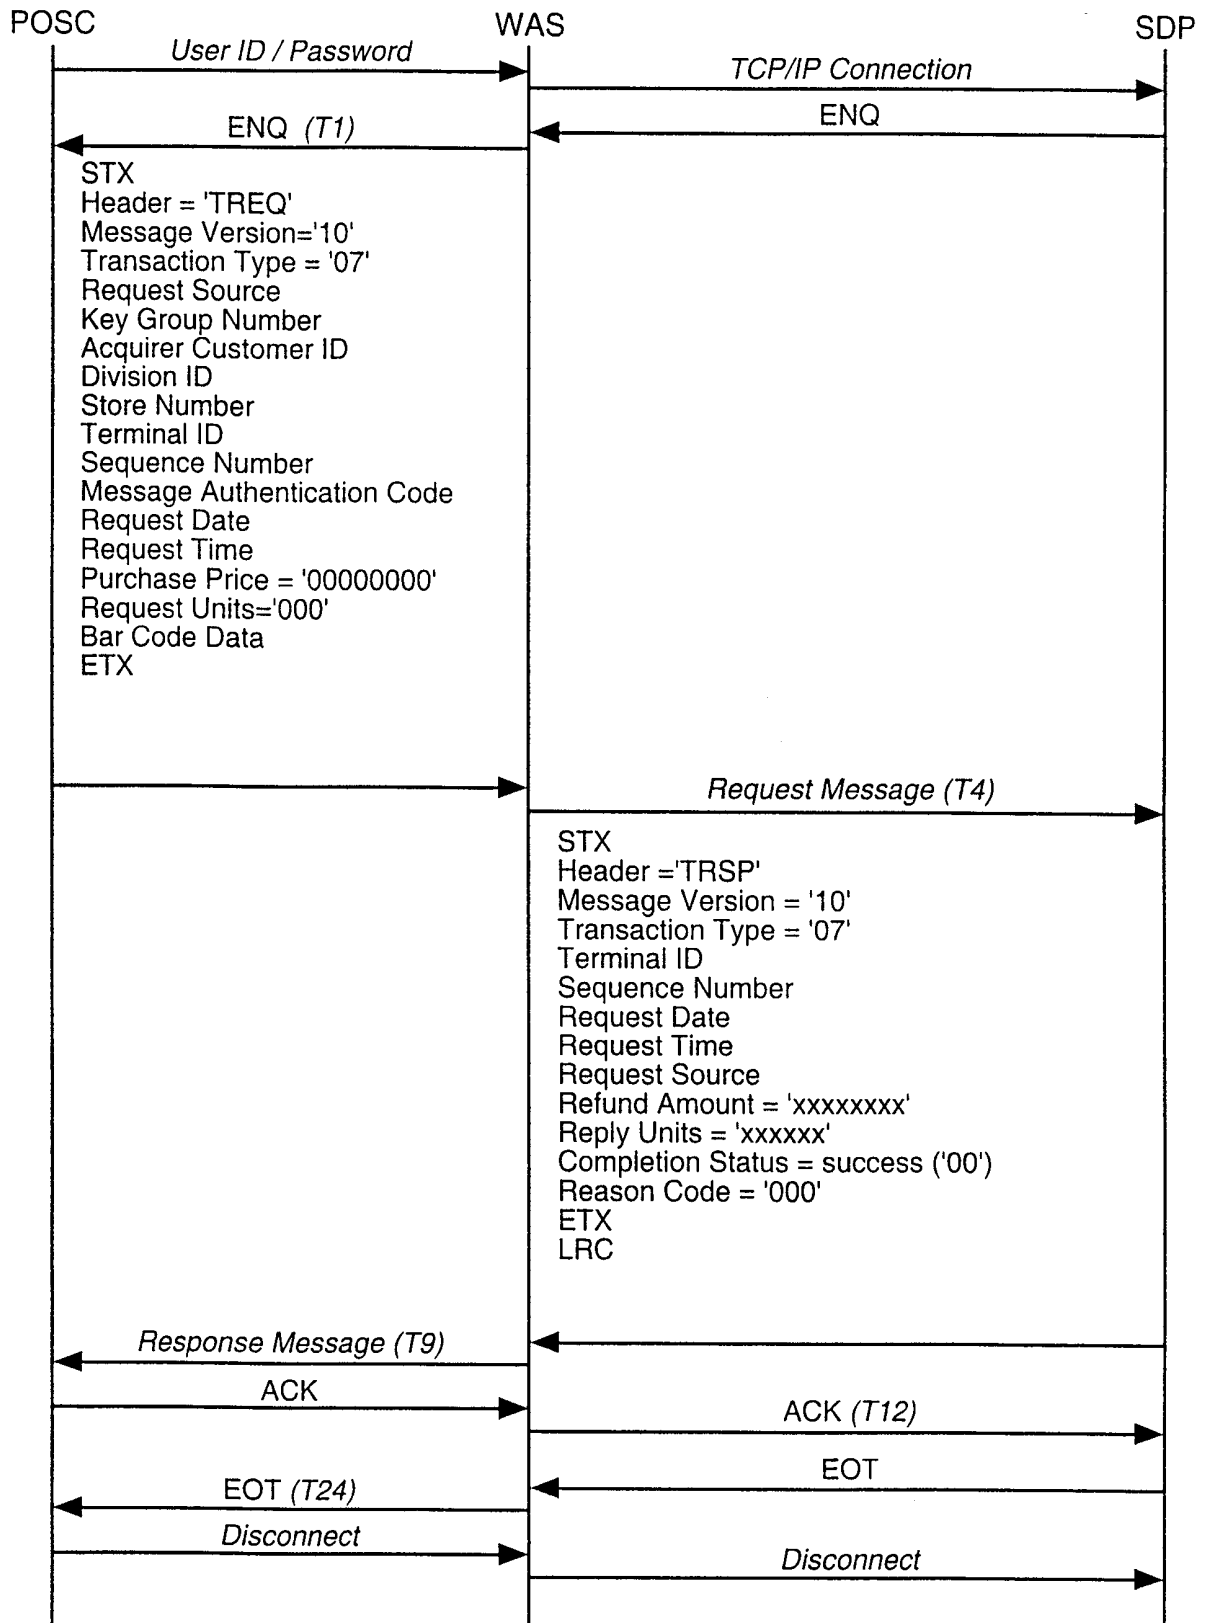 POSC
WAS
SDP
User ID / Password
TCP/IP Connection
ENQ
ENQ (T1)
STX
Header = 'TREQ'
Message Version='10'
Transaction Type = '07'
Request Source
Key Group Number
Acquirer Customer ID
Division ID
Store Number
Terminal ID
Sequence Number
Message Authentication Code
Request Date
Request Time
Purchase Price = '00000000'
Request Units='000'
Bar Code Data
ETX
Request Message (T4)
STX
Header ='TRSP'
Message Version = '10'
Transaction Type = '07'
Terminal ID
Sequence Number
Request Date
Request Time
Request Source
Refund Amount = 'xxxxxxxx'
Reply Units = 'xxxxxx'
Completion Status = success ('00')
Reason Code = '000'
ETX
LRC
Response Message (T9)
ACK
ACK (T12)
EOT
EOT (T24)
Disconnect
Disconnect